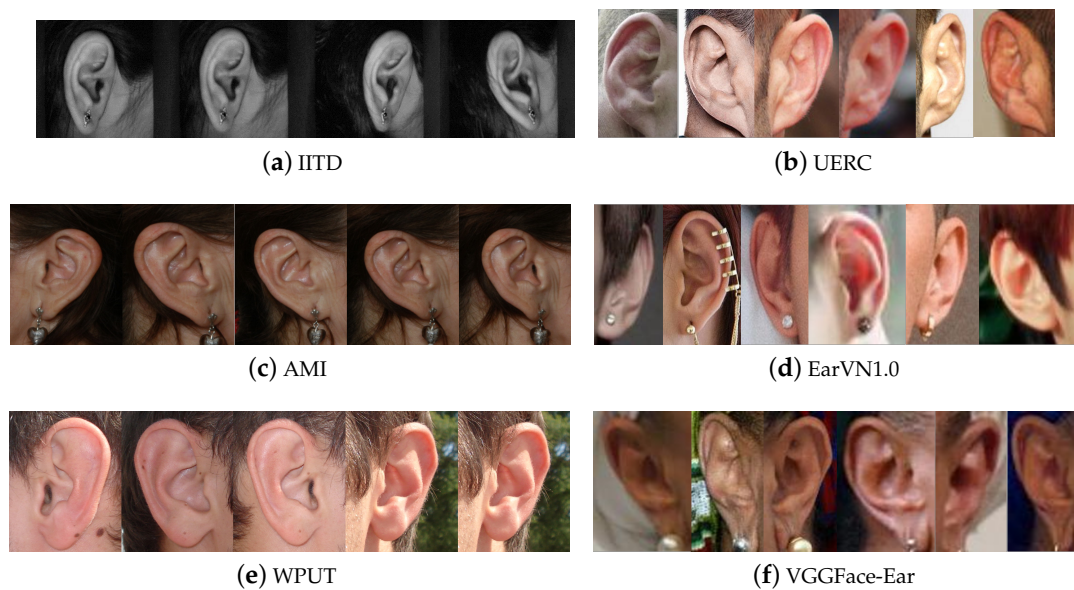 (a) IITD
(b) UERC
(c) AMI
(d) EarVN1.0
(e) WPUT
(f) VGGFace-Ear